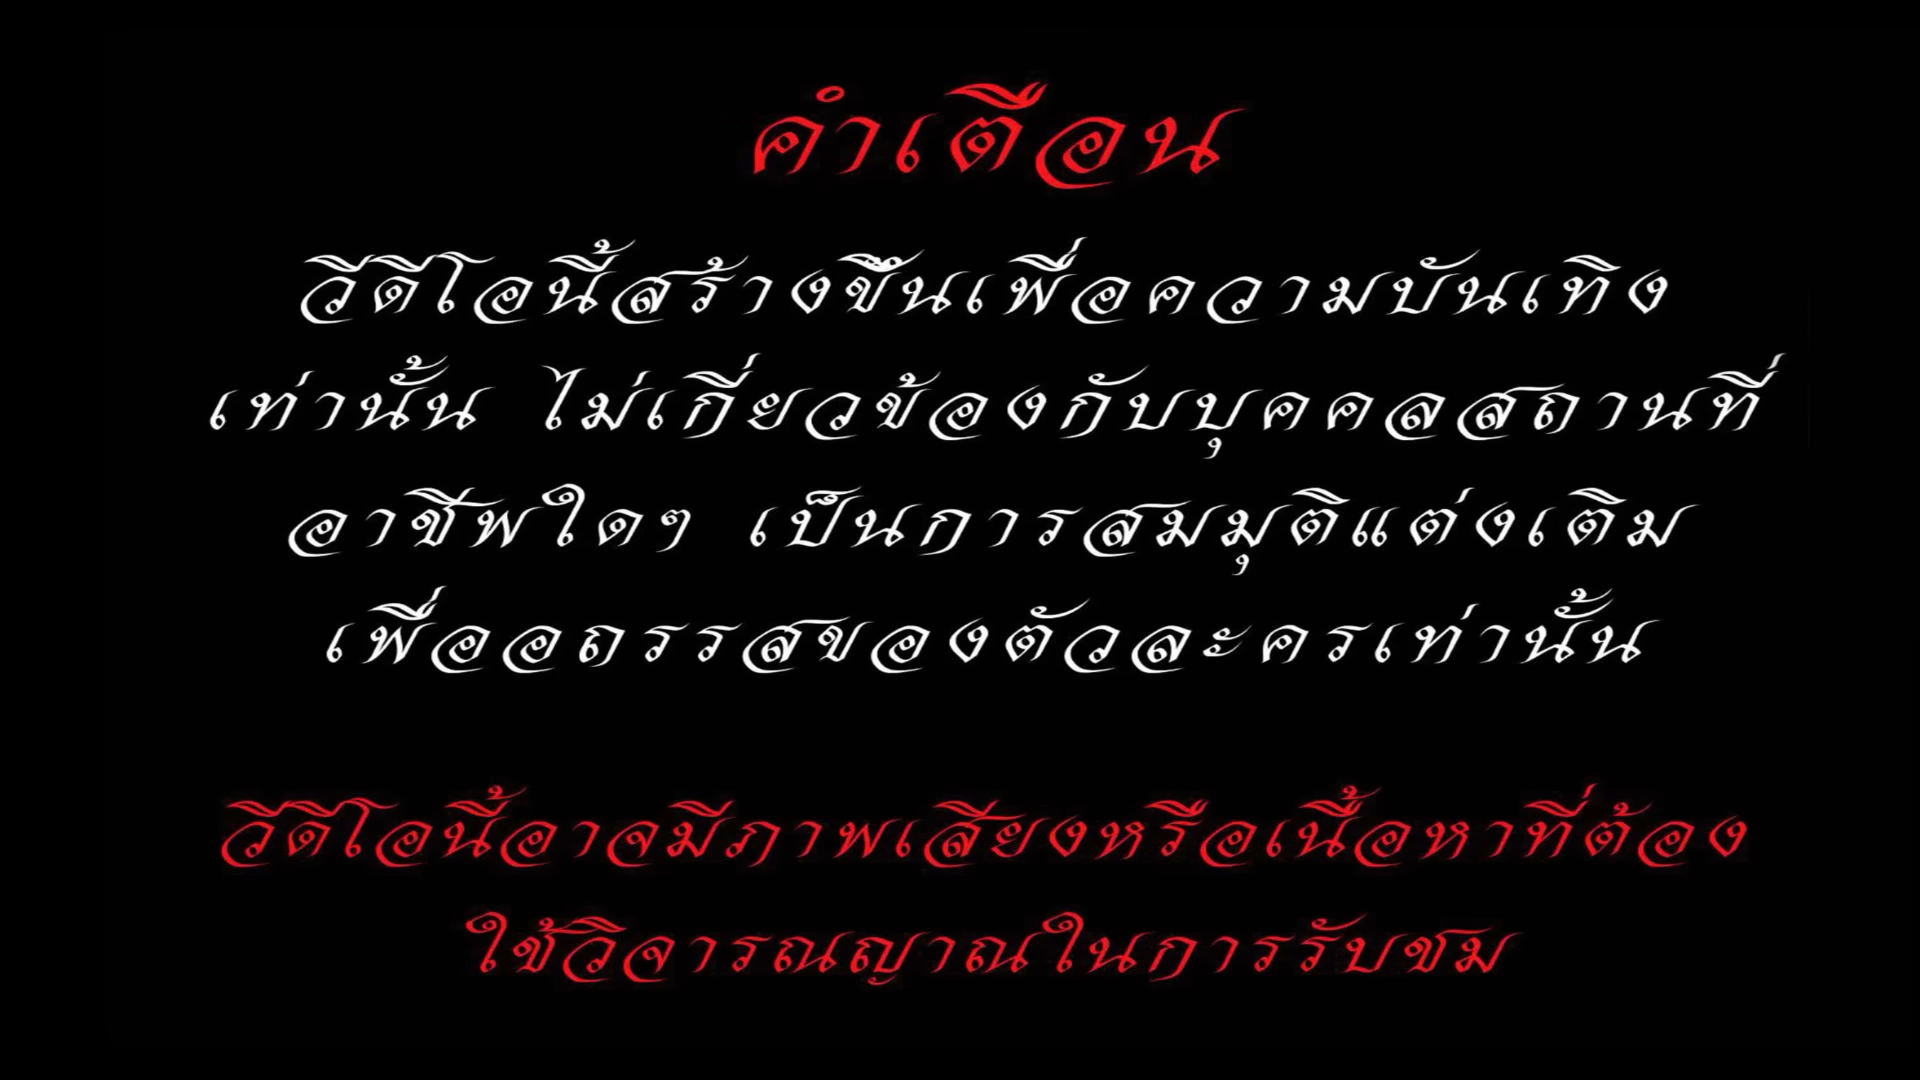 คำเตือน
วีดีโอนี้สร้างขึ้นเพื่อความบันเทิง
เท่านั้น ไม่เกี่ยวข้องกับบุคคลสถานที่
อาชีพใดๆ เป็นการสมมุติแต่งเติม
เพื่ออถรรสของตัวละครเท่านั้น
วีดีโอนี้อาจมีภาพเสียงหรือเนื้อหาที่ต้อง
ใช้วิจารณญาณในการรับชม